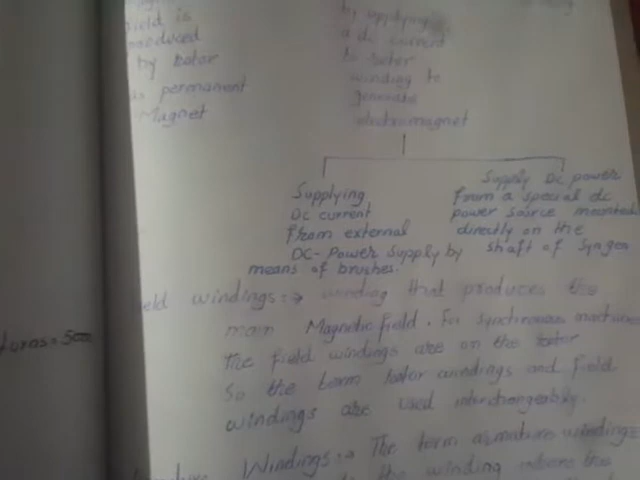 field is
produced
by rotor
as permanent
Magnet
by applying
a dc current
to rotor
winding to
generate
electromagnet
Supplying
DC current
from external
DC-Power Supply by
means of brushes.
Supply DC power
from a special dc
power source mounted
directly on the
shaft of Syngen
eld windings:→ winding that produces the
main Magnetic field. For synchronous machines
The field windings are on the rotor
So the term rotor windings and field
windings are used interchangeably.
Windings:→ The term armature windings
the winding where the